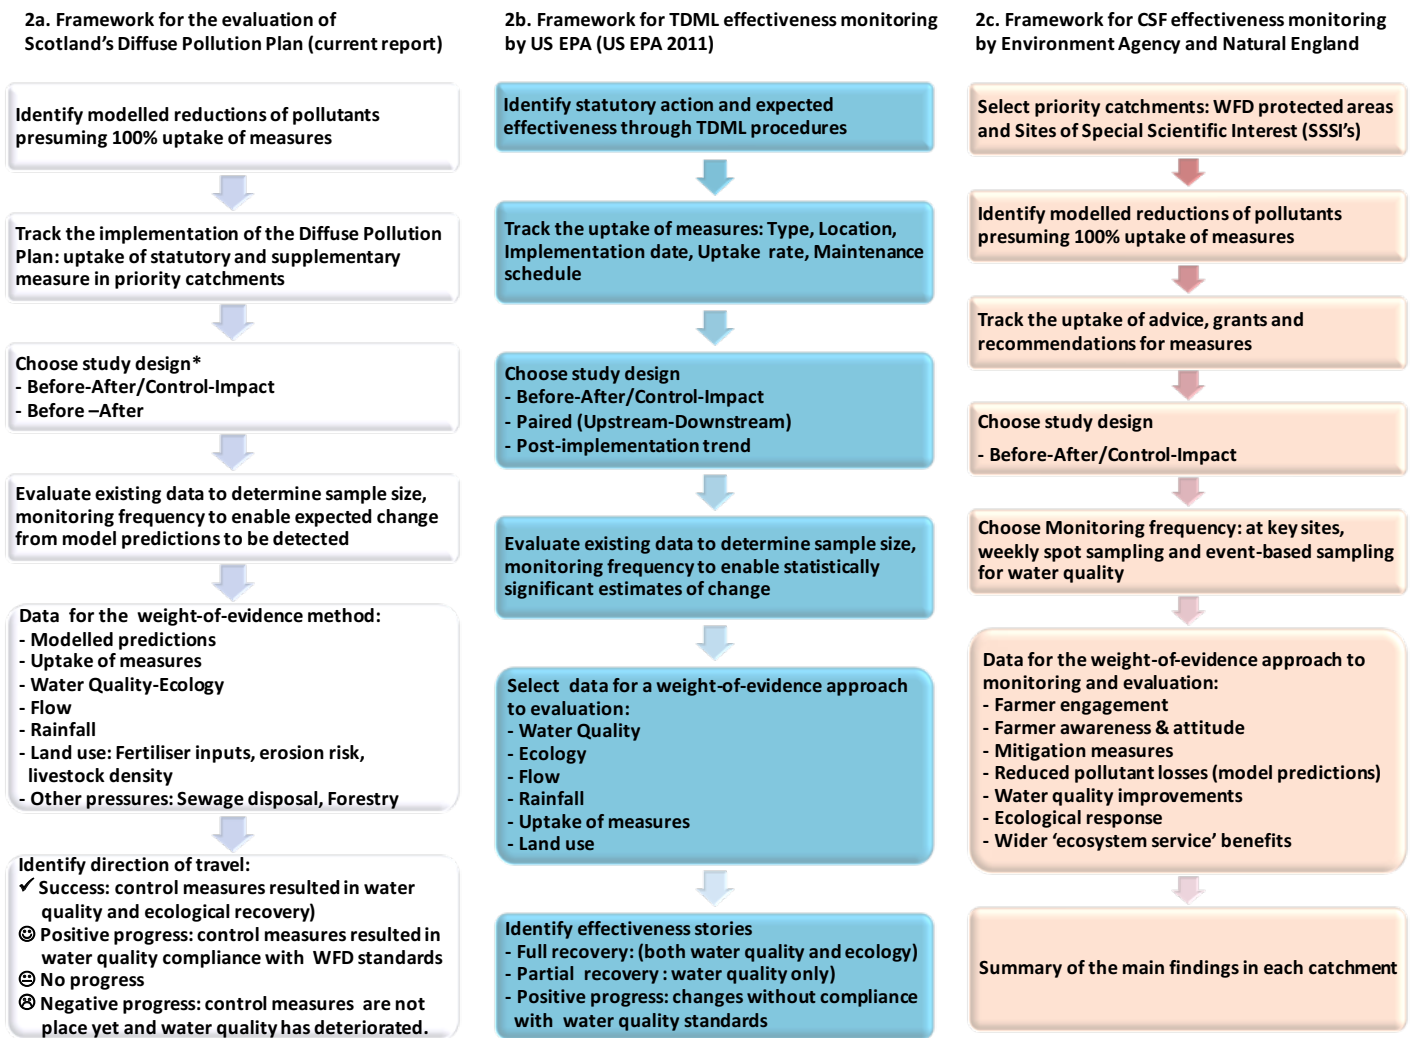 2a. Framework for the evaluation of
Scotland's Diffuse Pollution Plan (current report)
Identify modelled reductions of pollutants
presuming 100% uptake of measures
Track the implementation of the Diffuse Pollution
Plan: uptake of statutory and supplementary
measure in priority catchments
Choose study design*
- Before-After/Control-Impact
- Before –After
Evaluate existing data to determine sample size,
monitoring frequency to enable expected change
from model predictions to be detected
Data for the weight-of-evidence method:
- Modelled predictions
- Uptake of measures
- Water Quality-Ecology
- Flow
- Rainfall
- Land use: Fertiliser inputs, erosion risk,
livestock density
- Other pressures: Sewage disposal, Forestry
Identify direction of travel:
✓ Success: control measures resulted in water
quality and ecological recovery)
☺ Positive progress: control measures resulted in
water quality compliance with WFD standards
😐 No progress
☹ Negative progress: control measures are not
place yet and water quality has deteriorated.
2b. Framework for TDML effectiveness monitoring
by US EPA (US EPA 2011)
Identify statutory action and expected
effectiveness through TDML procedures
Track the uptake of measures: Type, Location,
Implementation date, Uptake rate, Maintenance
schedule
Choose study design
- Before-After/Control-Impact
- Paired (Upstream-Downstream)
- Post-implementation trend
Evaluate existing data to determine sample size,
monitoring frequency to enable statistically
significant estimates of change
Select data for a weight-of-evidence approach
to evaluation:
- Water Quality
- Ecology
- Flow
- Rainfall
- Uptake of measures
- Land use
Identify effectiveness stories
- Full recovery: (both water quality and ecology)
- Partial recovery : water quality only)
- Positive progress: changes without compliance
with water quality standards
2c. Framework for CSF effectiveness monitoring
by Environment Agency and Natural England
Select priority catchments: WFD protected areas
and Sites of Special Scientific Interest (SSSI's)
Identify modelled reductions of pollutants
presuming 100% uptake of measures
Track the uptake of advice, grants and
recommendations for measures
Choose study design
- Before-After/Control-Impact
Choose Monitoring frequency: at key sites,
weekly spot sampling and event-based sampling
for water quality
Data for the weight-of-evidence approach to
monitoring and evaluation:
- Farmer engagement
- Farmer awareness & attitude
- Mitigation measures
- Reduced pollutant losses (model predictions)
- Water quality improvements
- Ecological response
- Wider 'ecosystem service' benefits
Summary of the main findings in each catchment